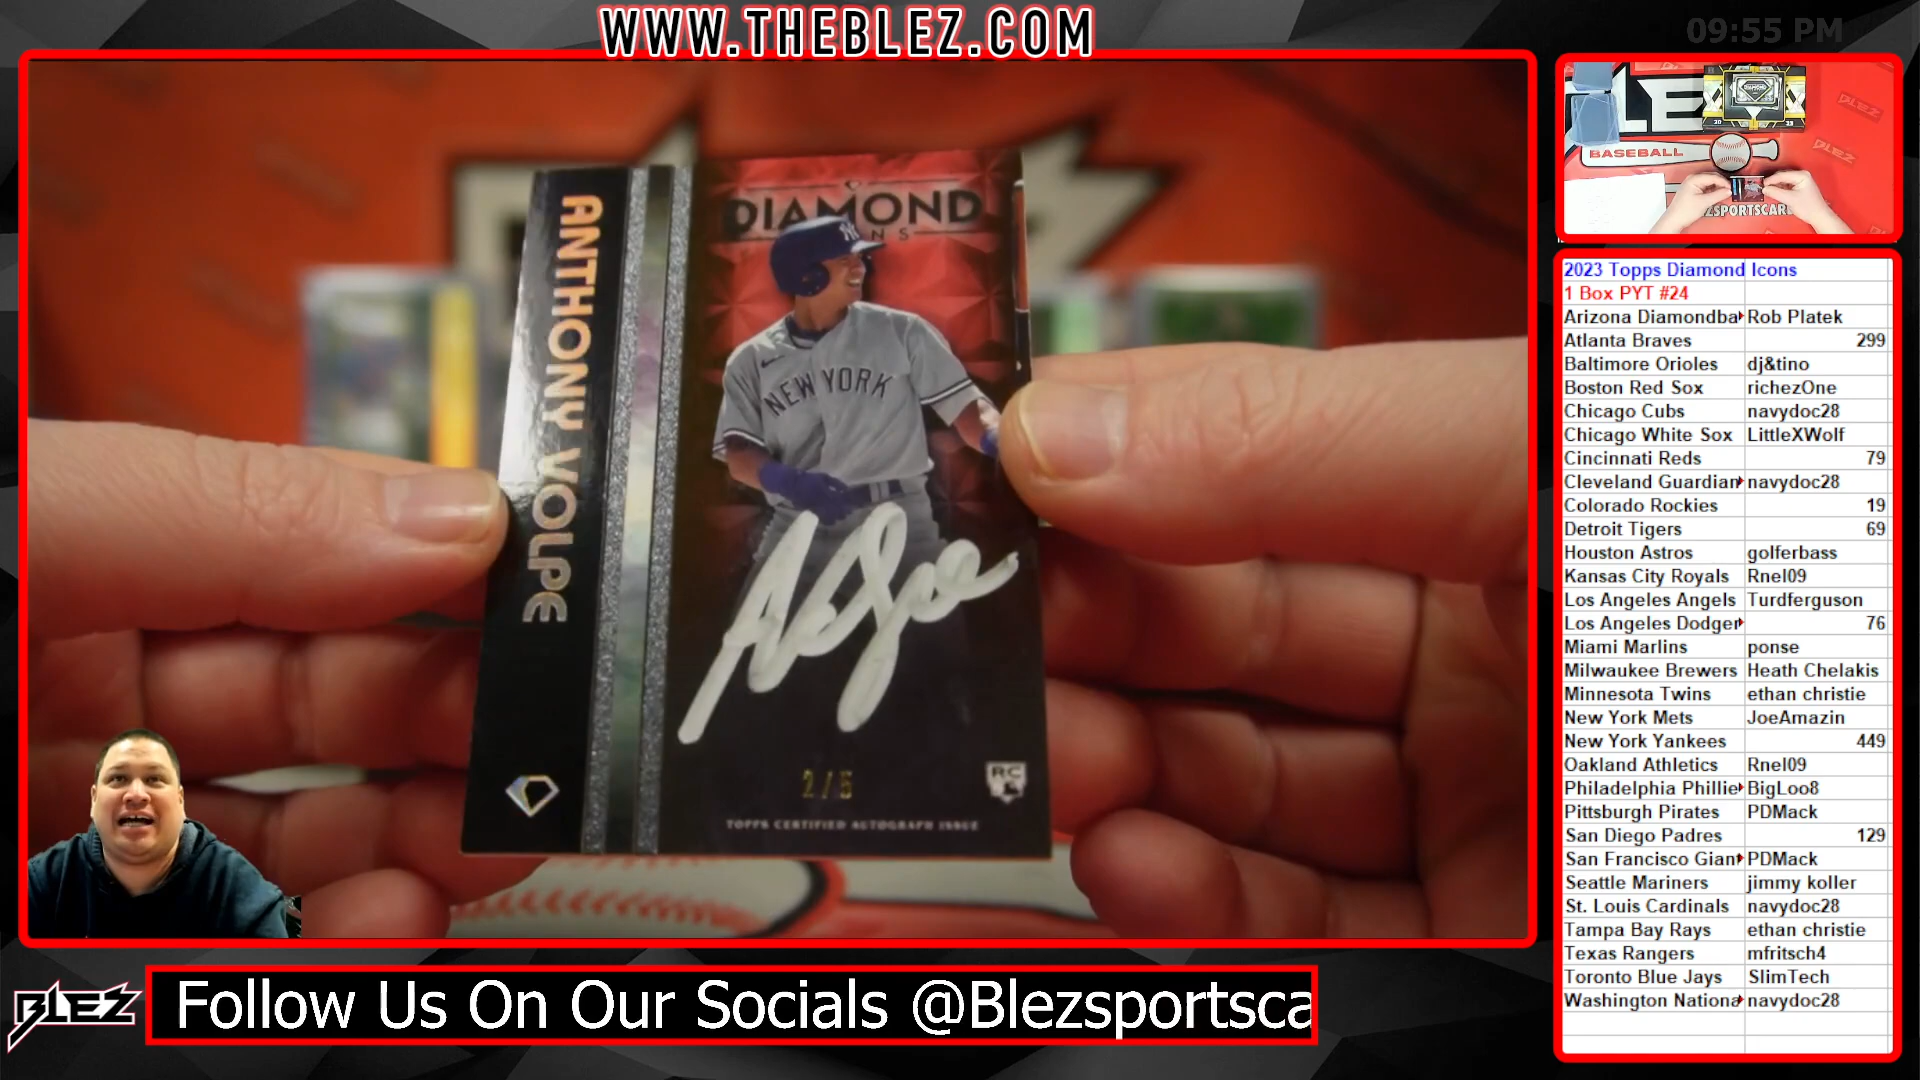 WWW.THEBLEZ.COM
09:55 PM
ANTHONY VOLPE
DIAMOND
NY
NEW YORK
2/5
RC
TOPPS CERTIFIED AUTOGRAPH ISSUE
BASEBALL
BLEZ
BLEZ
ZSPORTSCAR
2023 Topps Diamond Icons
1 Box PYT #24
Arizona Diamondba Rob Platek
Atlanta Braves 299
Baltimore Orioles dj&tino
Boston Red Sox richezOne
Chicago Cubs navydoc28
Chicago White Sox LittleXWolf
Cincinnati Reds 79
Cleveland Guardian navydoc28
Colorado Rockies 19
Detroit Tigers 69
Houston Astros golferbass
Kansas City Royals Rnel09
Los Angeles Angels Turdferguson
Los Angeles Dodger 76
Miami Marlins ponse
Milwaukee Brewers Heath Chelakis
Minnesota Twins ethan christie
New York Mets JoeAmazin
New York Yankees 449
Oakland Athletics Rnel09
Philadelphia Phillie BigLoo8
Pittsburgh Pirates PDMack
San Diego Padres 129
San Francisco Giant PDMack
Seattle Mariners jimmy koller
St. Louis Cardinals navydoc28
Tampa Bay Rays ethan christie
Texas Rangers mfritsch4
Toronto Blue Jays SlimTech
Washington Nationa navydoc28
BLEZ
Follow Us On Our Socials @Blezsportsca